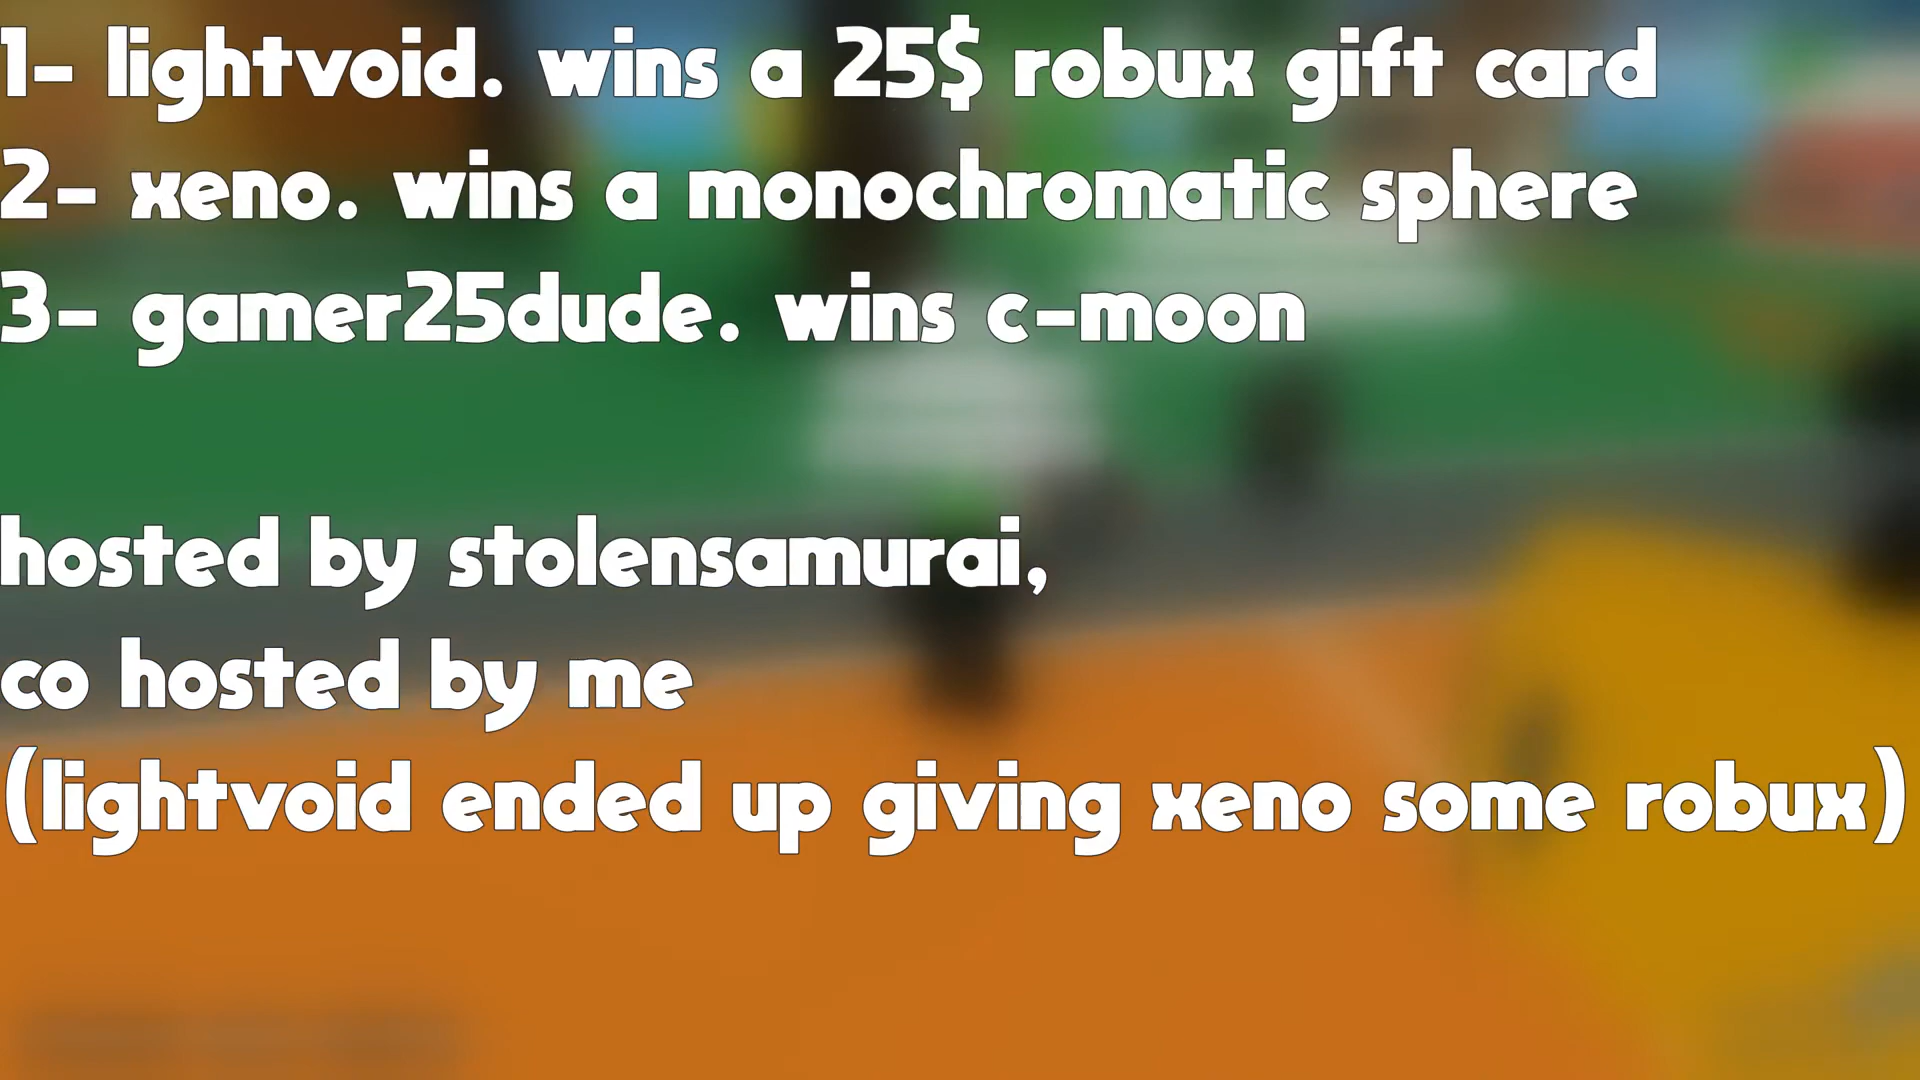 1- lightvoid. wins a 25$ robux gift card
2- xeno. wins a monochromatic sphere
3- gamer25dude. wins c-moon
hosted by stolensamurai,
co hosted by me
(lightvoid ended up giving xeno some robux)